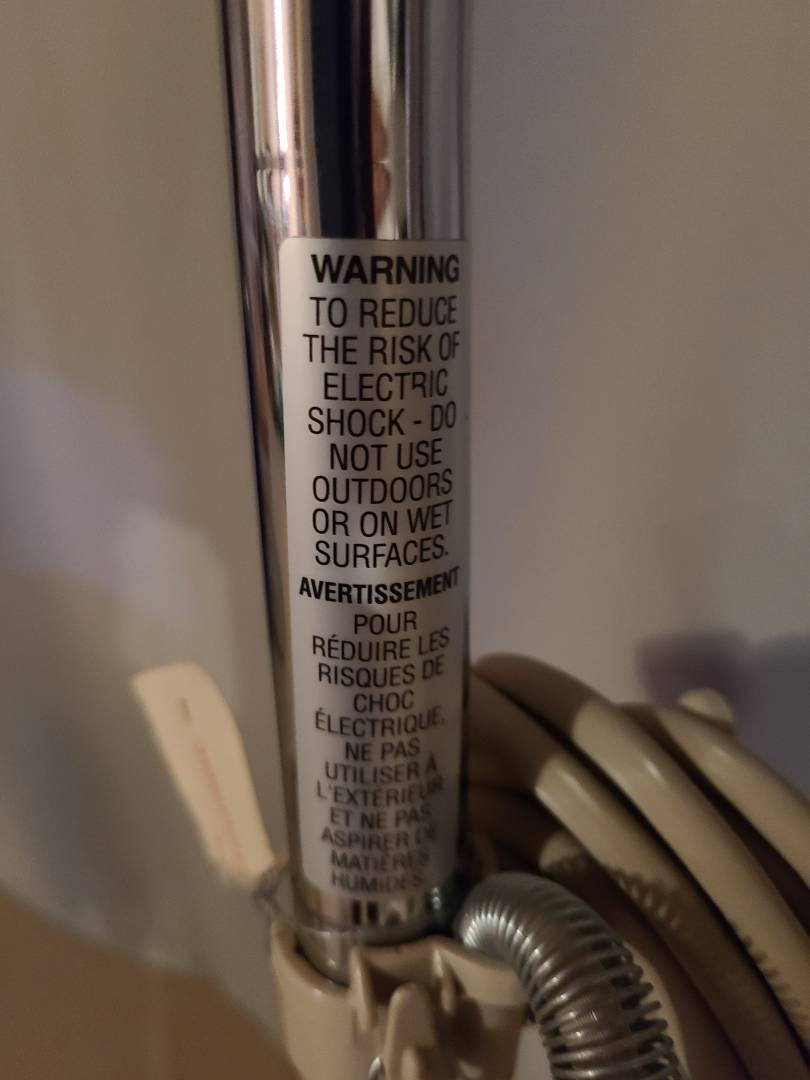 WARNING
TO REDUCE
THE RISK OF
ELECTRIC
SHOCK - DO
NOT USE
OUTDOORS
OR ON WET
SURFACES.
AVERTISSEMENT
POUR
RÉDUIRE LES
RISQUES DE
CHOC
ÉLECTRIQUE,
NE PAS
UTILISER À
L'EXTÉRIEUR
ET NE PAS
ASPIRER DE
MATIÈRES
HUMIDES.